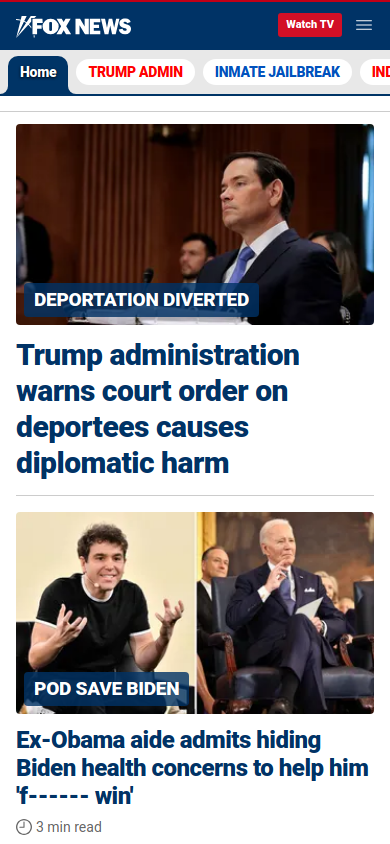 FOX NEWS
Watch TV
Home
TRUMP ADMIN
INMATE JAILBREAK
DEPORTATION DIVERTED
Trump administration
warns court order on
deportees causes
diplomatic harm
POD SAVE BIDEN
Ex-Obama aide admits hiding
Biden health concerns to help him
'f------ win'
3 min read